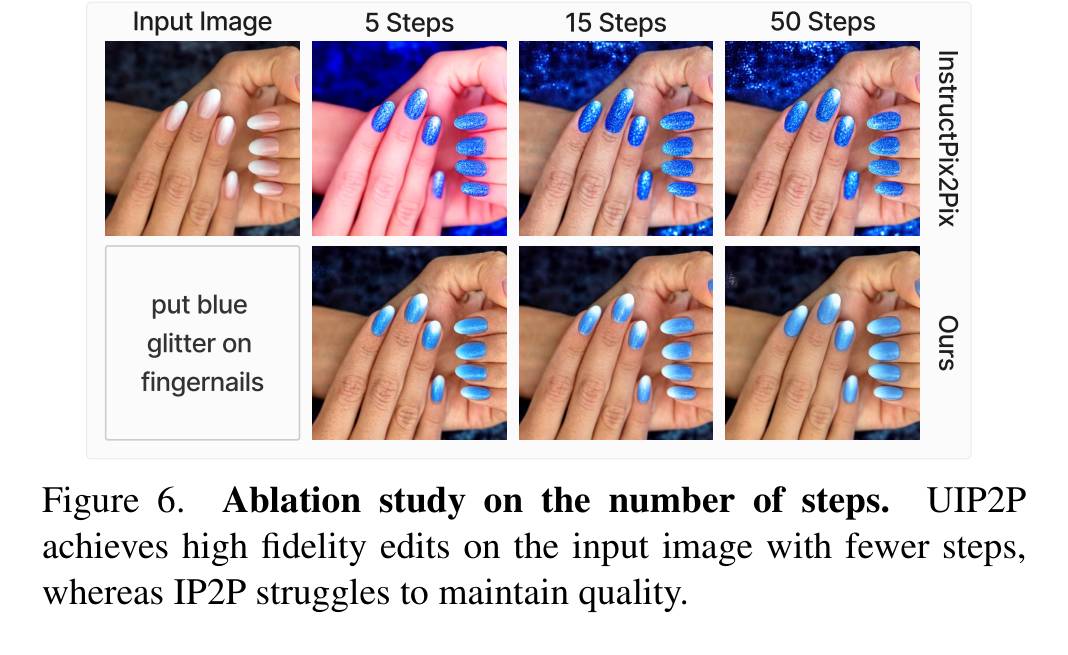 Input Image
5 Steps
15 Steps
50 Steps
InstructPix2Pix
put blue
glitter on
fingernails
Ours
Figure 6. Ablation study on the number of steps. UIP2P
achieves high fidelity edits on the input image with fewer steps,
whereas IP2P struggles to maintain quality.